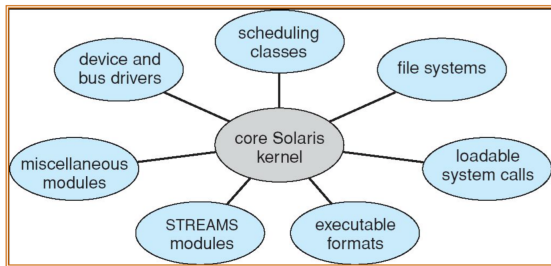 scheduling
classes
device and
bus drivers
file systems
core Solaris
kernel
miscellaneous
modules
loadable
system calls
STREAMS
modules
executable
formats